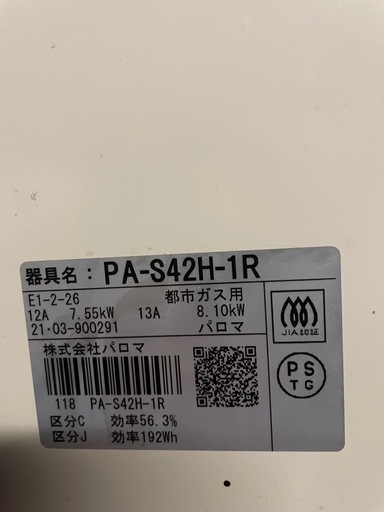 器具名：PA-S42H-1R
E1-2-26 都市ガス用
12A 7.55kW 13A 8.10kW
21・03-900291 パロマ
JIA認証
株式会社パロマ
PS
TG
118 PA-S42H-1R
区分C 効率56.3%
区分J 効率192Wh